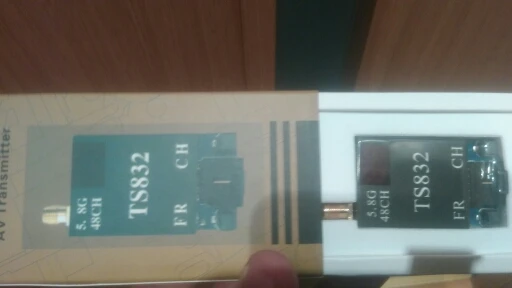 AV Transmitter
5. 8G
48CH
TS832
FR CH
5.8G
48CH
TS832
FR CH